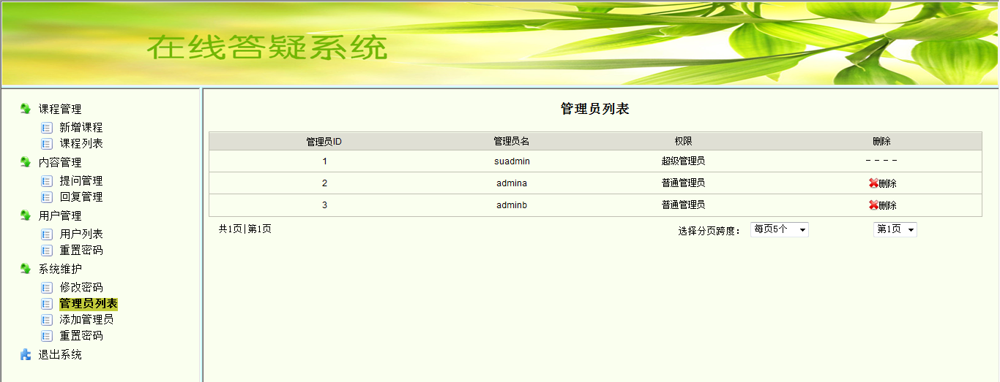 在线答疑系统
课程管理
新增课程
课程列表
内容管理
提问管理
回复管理
用户管理
用户列表
重置密码
系统维护
修改密码
管理员列表
添加管理员
重置密码
退出系统
管理员列表
管理员ID 管理员名 权限 删除
1 suadmin 超级管理员 - - - -
2 admina 普通管理员 删除
3 adminb 普通管理员 删除
共1页|第1页 选择分页跨度： 每页5个 第1页